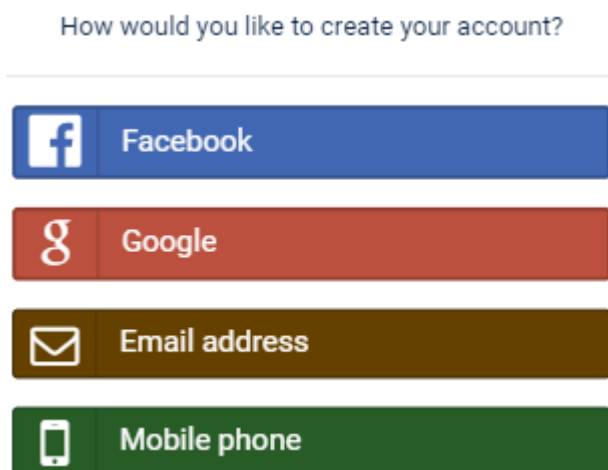 How would you like to create your account?
Facebook
Google
Email address
Mobile phone